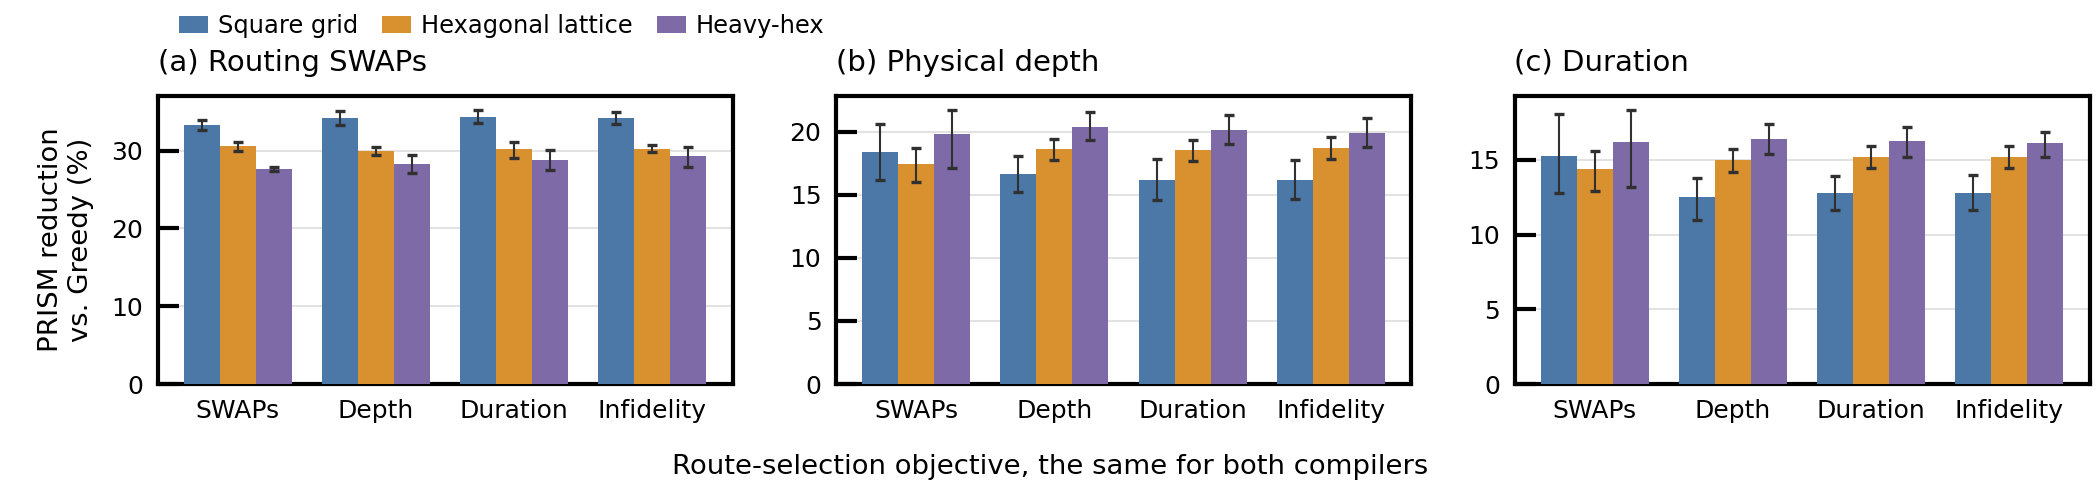 Square grid Hexagonal lattice Heavy-hex
(a) Routing SWAPs
(b) Physical depth
(c) Duration
PRISM reduction
vs. Greedy (%)
30
20
10
0
SWAPs Depth Duration Infidelity
20
15
10
5
0
SWAPs Depth Duration Infidelity
15
10
5
0
SWAPs Depth Duration Infidelity
Route-selection objective, the same for both compilers